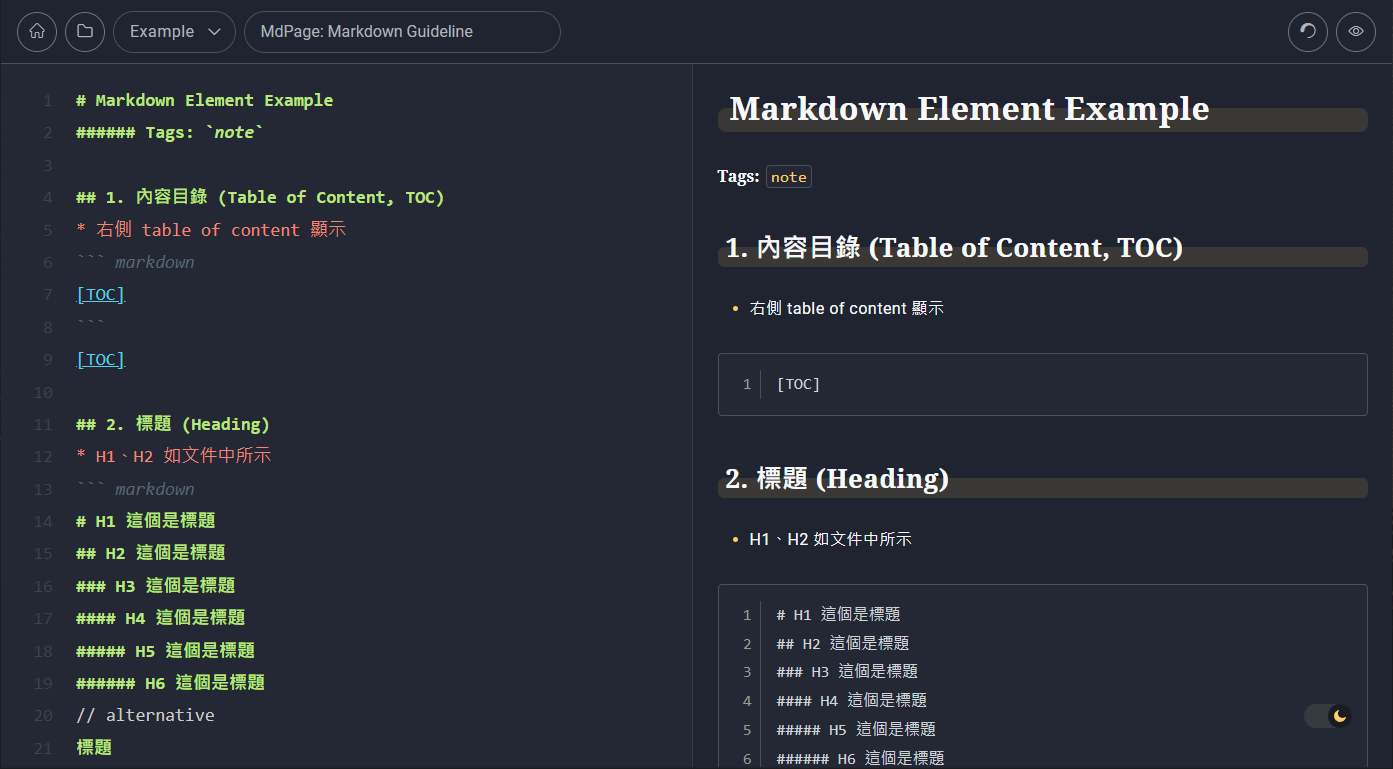 Example
MdPage: Markdown Guideline
1 # Markdown Element Example
2 ###### Tags: `note`
3
4 ## 1. 內容目錄 (Table of Content, TOC)
5 * 右側 table of content 顯示
6 ``` markdown
7 [TOC]
8 ```
9 [TOC]
10
11 ## 2. 標題 (Heading)
12 * H1、H2 如文件中所示
13 ``` markdown
14 # H1 這個是標題
15 ## H2 這個是標題
16 ### H3 這個是標題
17 #### H4 這個是標題
18 ##### H5 這個是標題
19 ###### H6 這個是標題
20 // alternative
21 標題
Markdown Element Example
Tags: note
1. 內容目錄 (Table of Content, TOC)
• 右側 table of content 顯示
1 [TOC]
2. 標題 (Heading)
• H1、H2 如文件中所示
1 # H1 這個是標題
2 ## H2 這個是標題
3 ### H3 這個是標題
4 #### H4 這個是標題
5 ##### H5 這個是標題
6 ###### H6 這個是標題